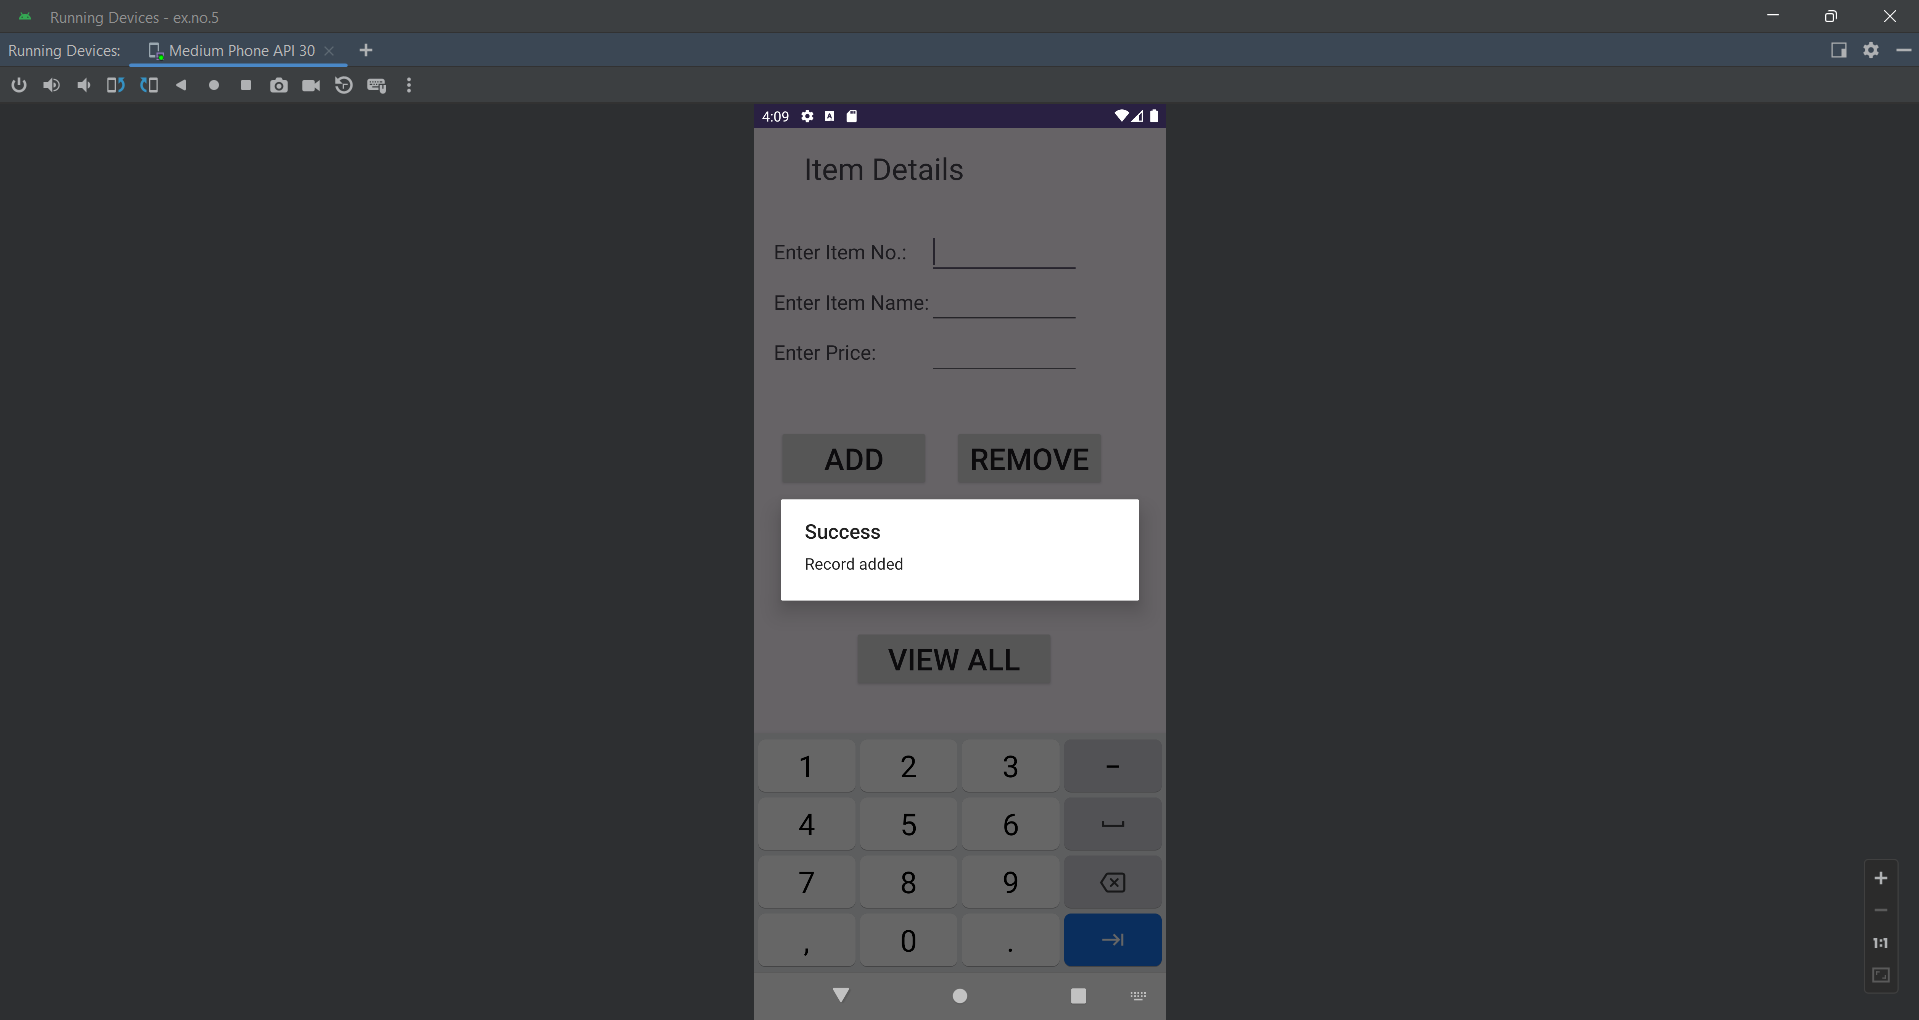 Running Devices - ex.no.5
Running Devices: Medium Phone API 30
4:09
Item Details
Enter Item No.:
Enter Item Name:
Enter Price:
ADD REMOVE
Success
Record added
VIEW ALL
1 2 3 -
4 5 6
7 8 9
, 0 .
1:1